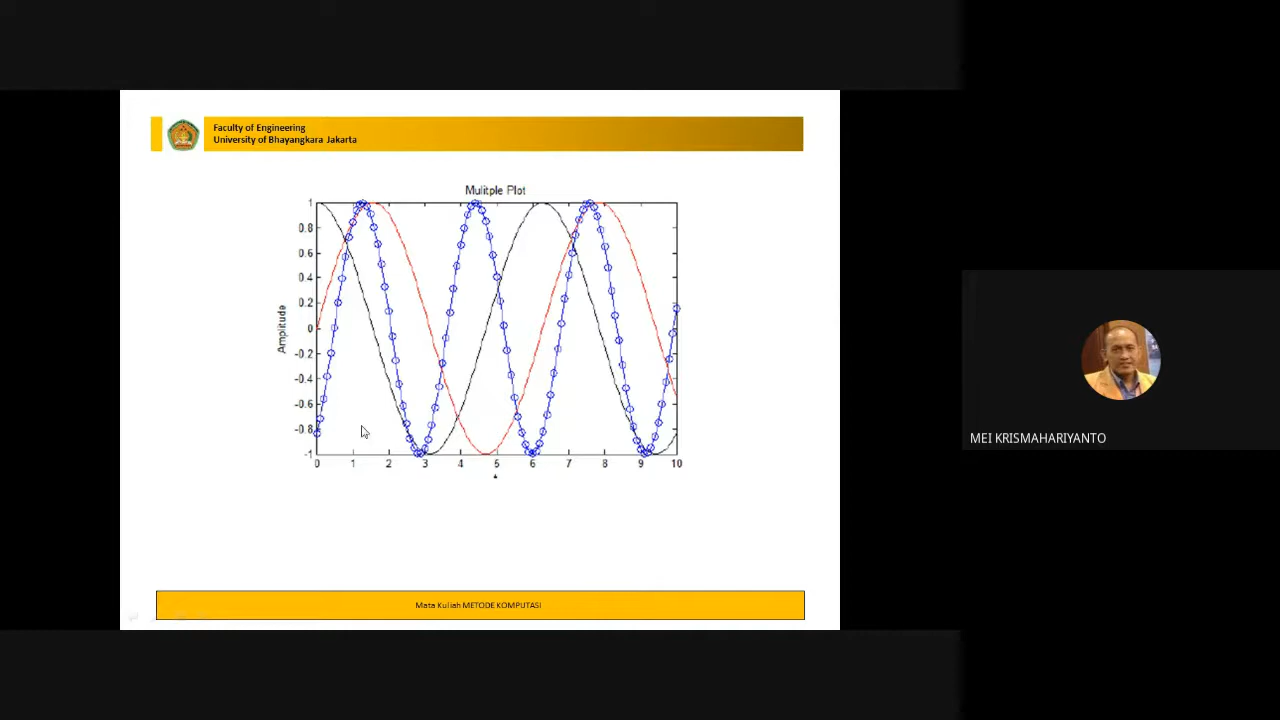 Faculty of Engineering
University of Bhayangkara Jakarta
Mulitple Plot
1
0.8
0.6
0.4
0.2
0
-0.2
-0.4
-0.6
-0.8
-1
Amplitude
0 1 2 3 4 5 6 7 8 9 10
Mata Kuliah METODE KOMPUTASI
MEI KRISMAHARIYANTO